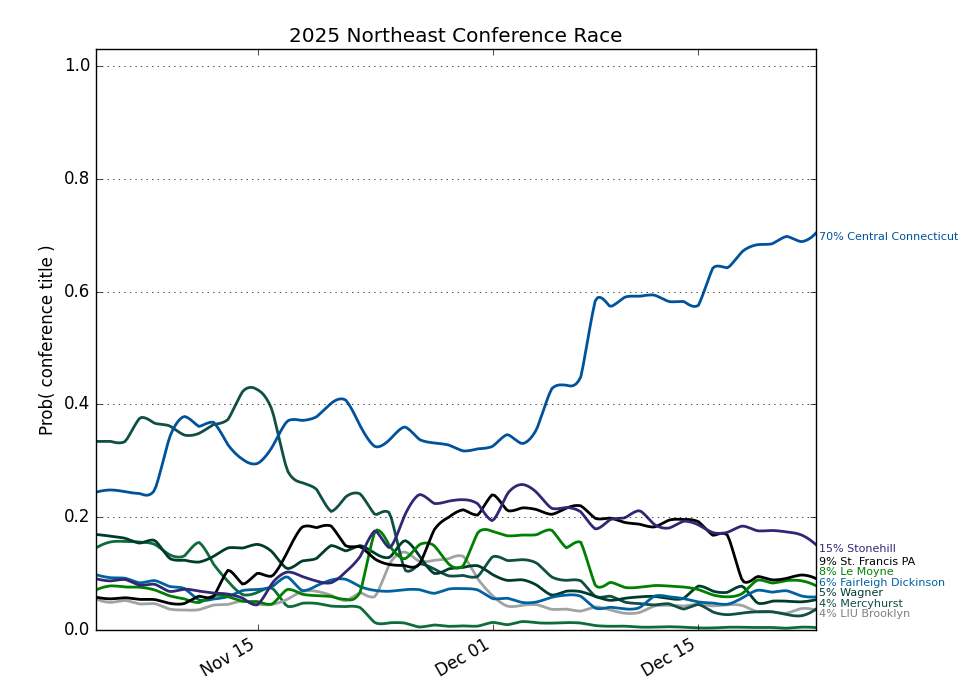 2025 Northeast Conference Race
1.0
0.8
0.6
0.4
0.2
0.0
Prob( conference title )
Nov 15
Dec 01
Dec 15
70% Central Connecticut
15% Stonehill
9% St. Francis PA
8% Le Moyne
6% Fairleigh Dickinson
5% Wagner
4% Mercyhurst
4% LIU Brooklyn